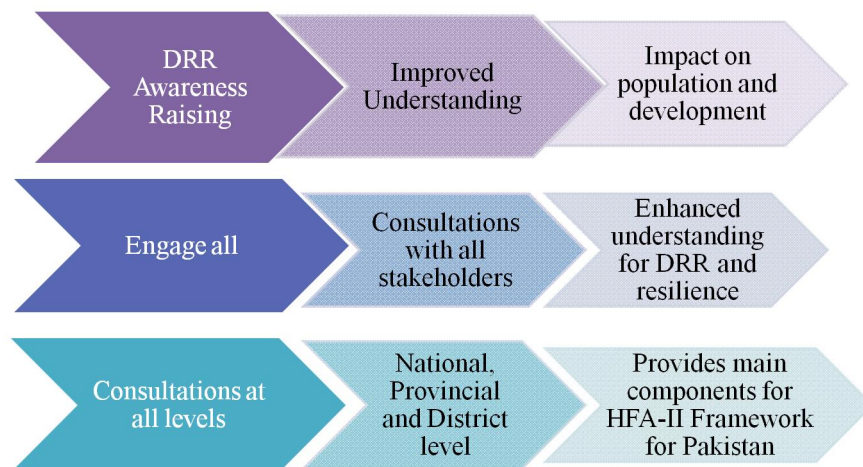 DRR
Awareness
Raising
Improved
Understanding
Impact on
population and
development
Engage all
Consultations
with all
stakeholders
Enhanced
understanding
for DRR and
resilience
Consultations at
all levels
National,
Provincial
and District
level
Provides main
components for
HFA-II Framework
for Pakistan